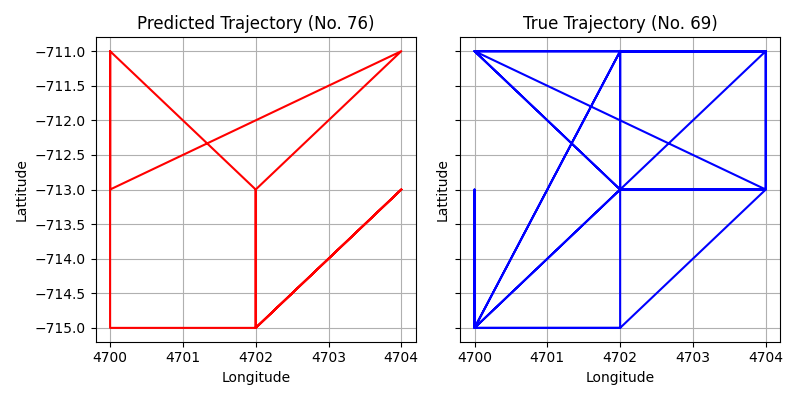 Predicted Trajectory (No. 76)
True Trajectory (No. 69)
−711.0
−711.5
−712.0
−712.5
−713.0
−713.5
−714.0
−714.5
−715.0
Lattitude
Lattitude
4700 4701 4702 4703 4704
4700 4701 4702 4703 4704
Longitude
Longitude